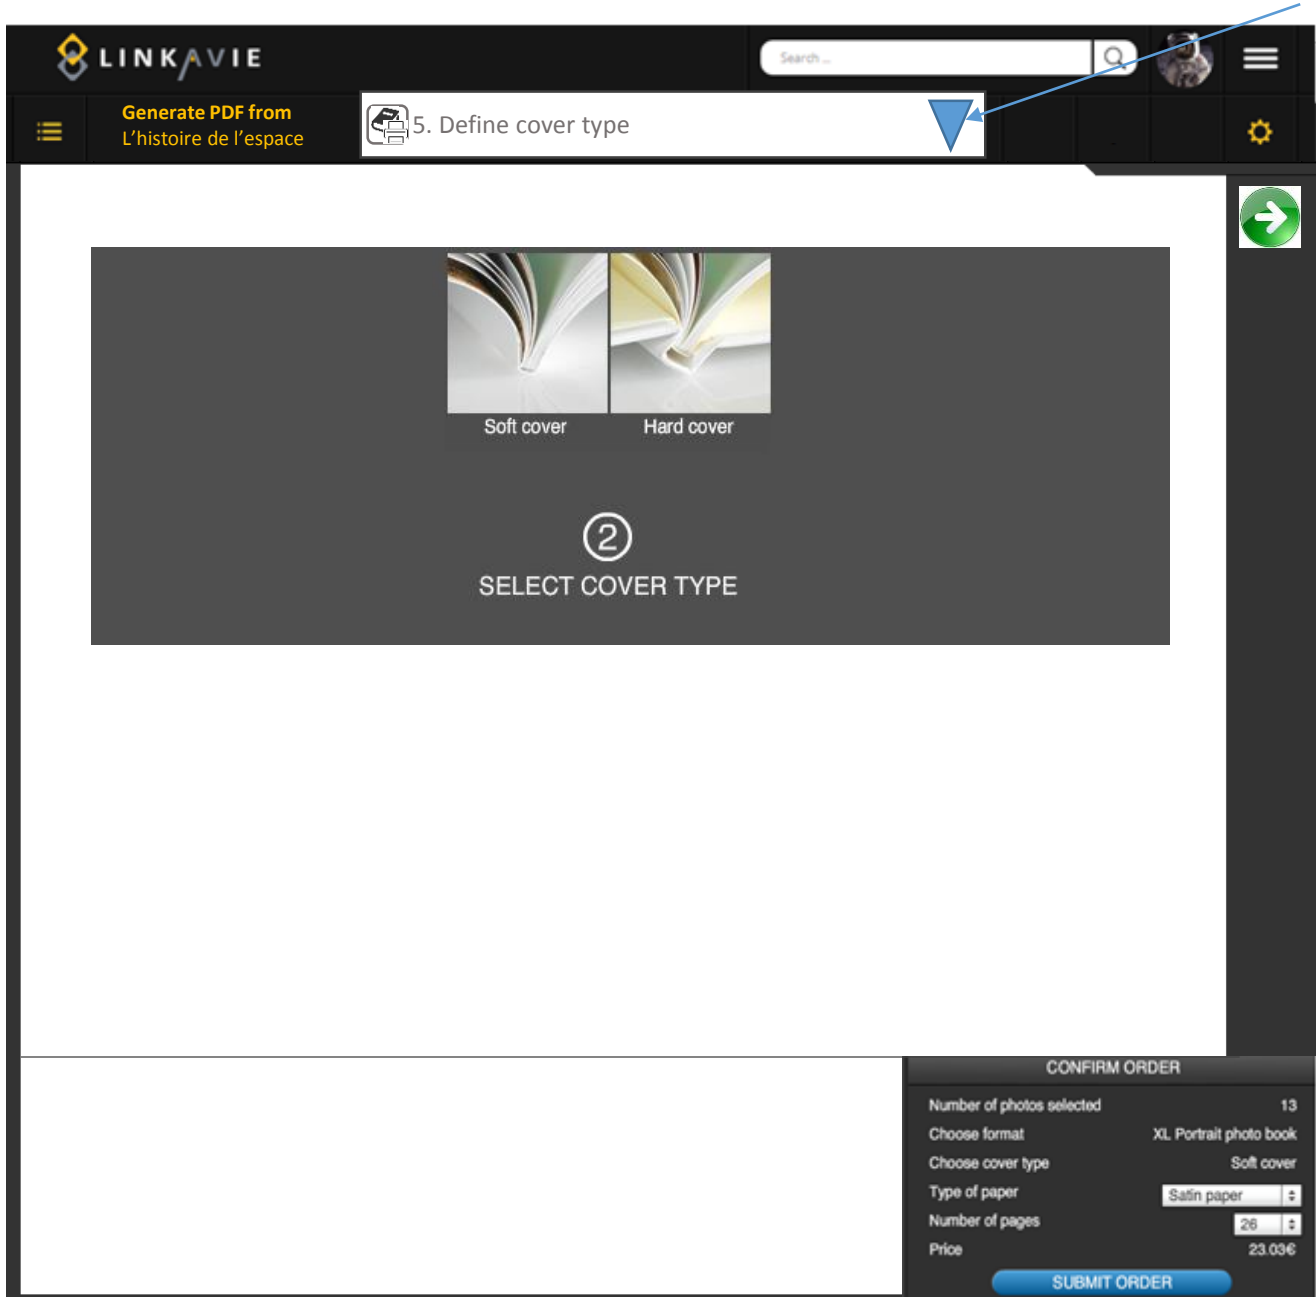 LINKAVIE
Search ...
Generate PDF from
L'histoire de l'espace
5. Define cover type
Soft cover
Hard cover
2
SELECT COVER TYPE
CONFIRM ORDER
Number of photos selected 13
Choose format XL Portrait photo book
Choose cover type Soft cover
Type of paper Satin paper
Number of pages 26
Price 23.03€
SUBMIT ORDER